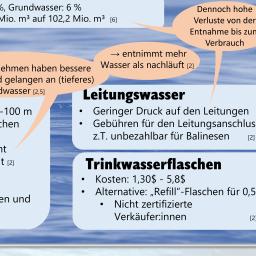 %, Grundwasser: 6 %
Mio. m³ auf 102,2 Mio. m³ [6]
Dennoch hohe
Verluste von der
Entnahme bis zum
Verbrauch
→ entnimmt mehr
Wasser als nachläuft [2]
ehmen haben bessere
d gelangen an (tieferes)
dwasser [2,5]
-100 m
chen
t [2]
en und
Leitungswasser
• Geringer Druck auf den Leitungen
• Gebühren für den Leitungsanschlus
z.T. unbezahlbar für Balinesen [2]
Trinkwasserflaschen
• Kosten: 1,30$ - 5,8$
• Alternative: „Refill“-Flaschen für 0,5
• Nicht zertifizierte
Verkäufer:innen [2